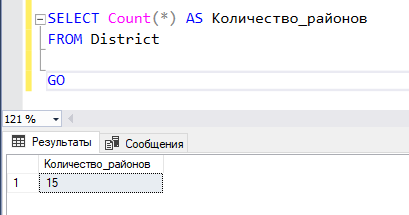 SELECT Count(*) AS Количество_районов
FROM District
GO
121 %
Результаты Сообщения
Количество_районов
1 15